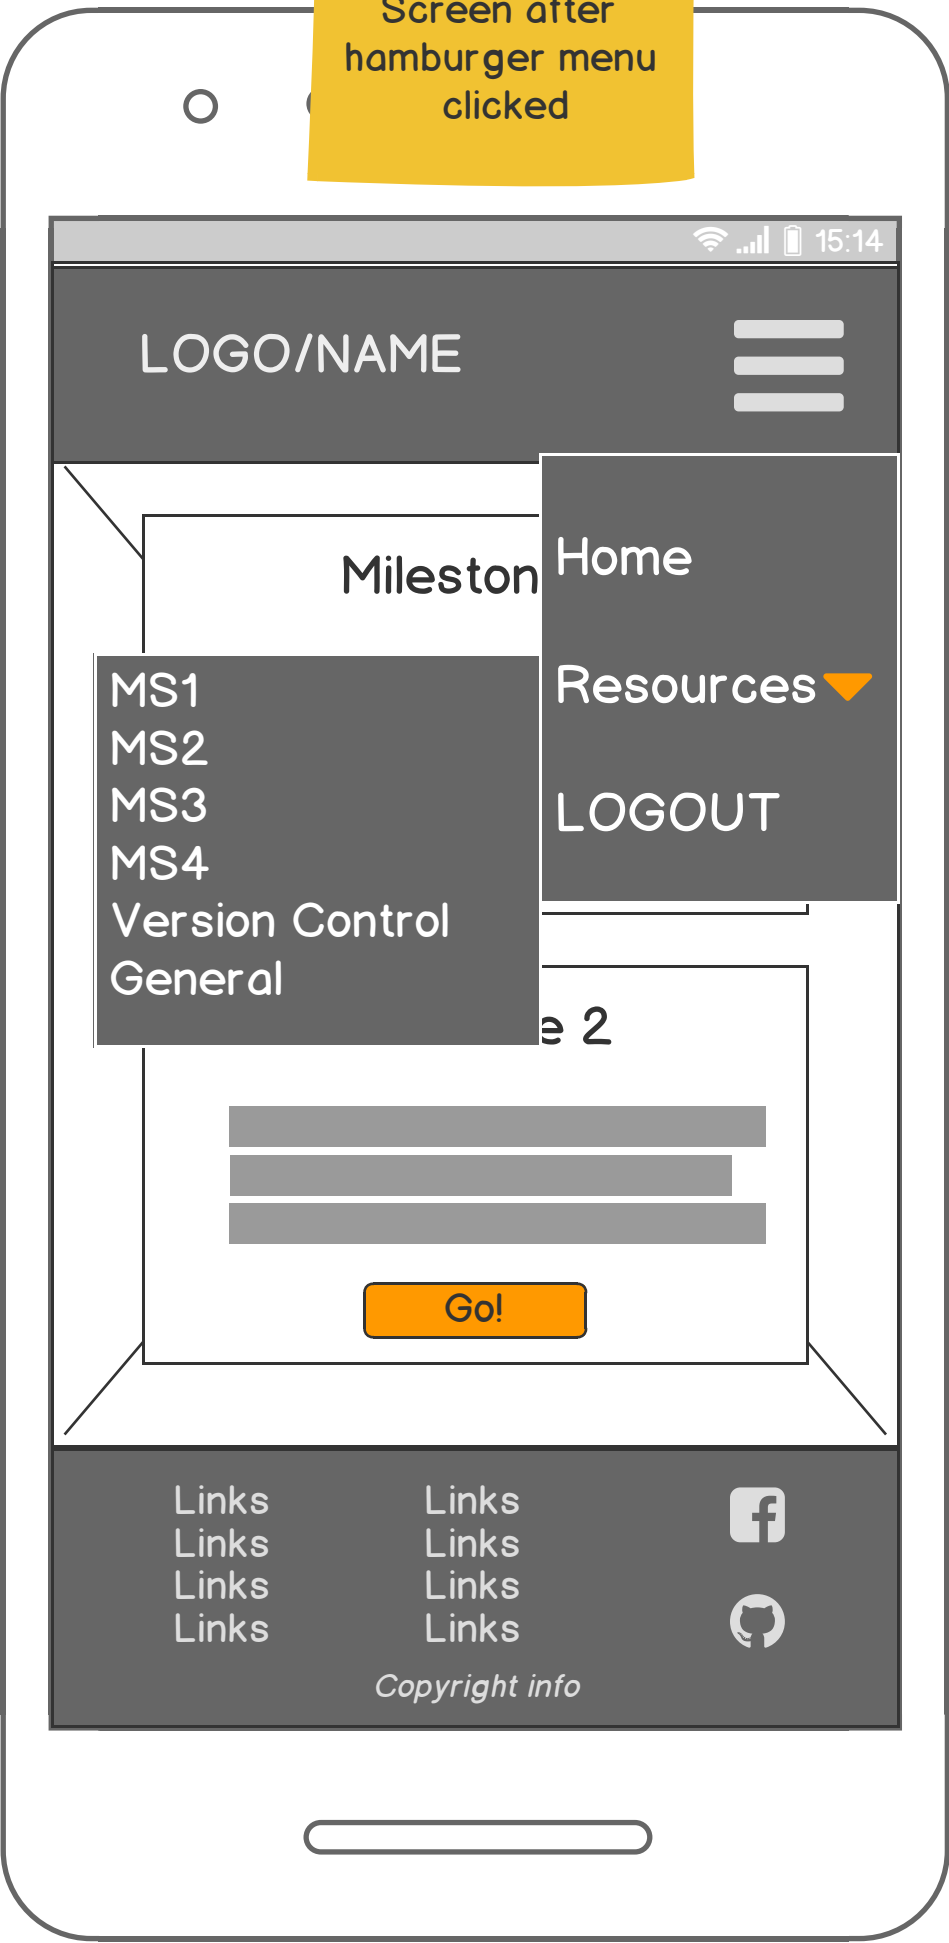 Screen after
hamburger menu
clicked
15:14
LOGO/NAME
Home
Resources
LOGOUT
MS1
MS2
MS3
MS4
Version Control
General
2
Go!
Links
Links
Links
Links
Links
Links
Links
Links
Copyright info